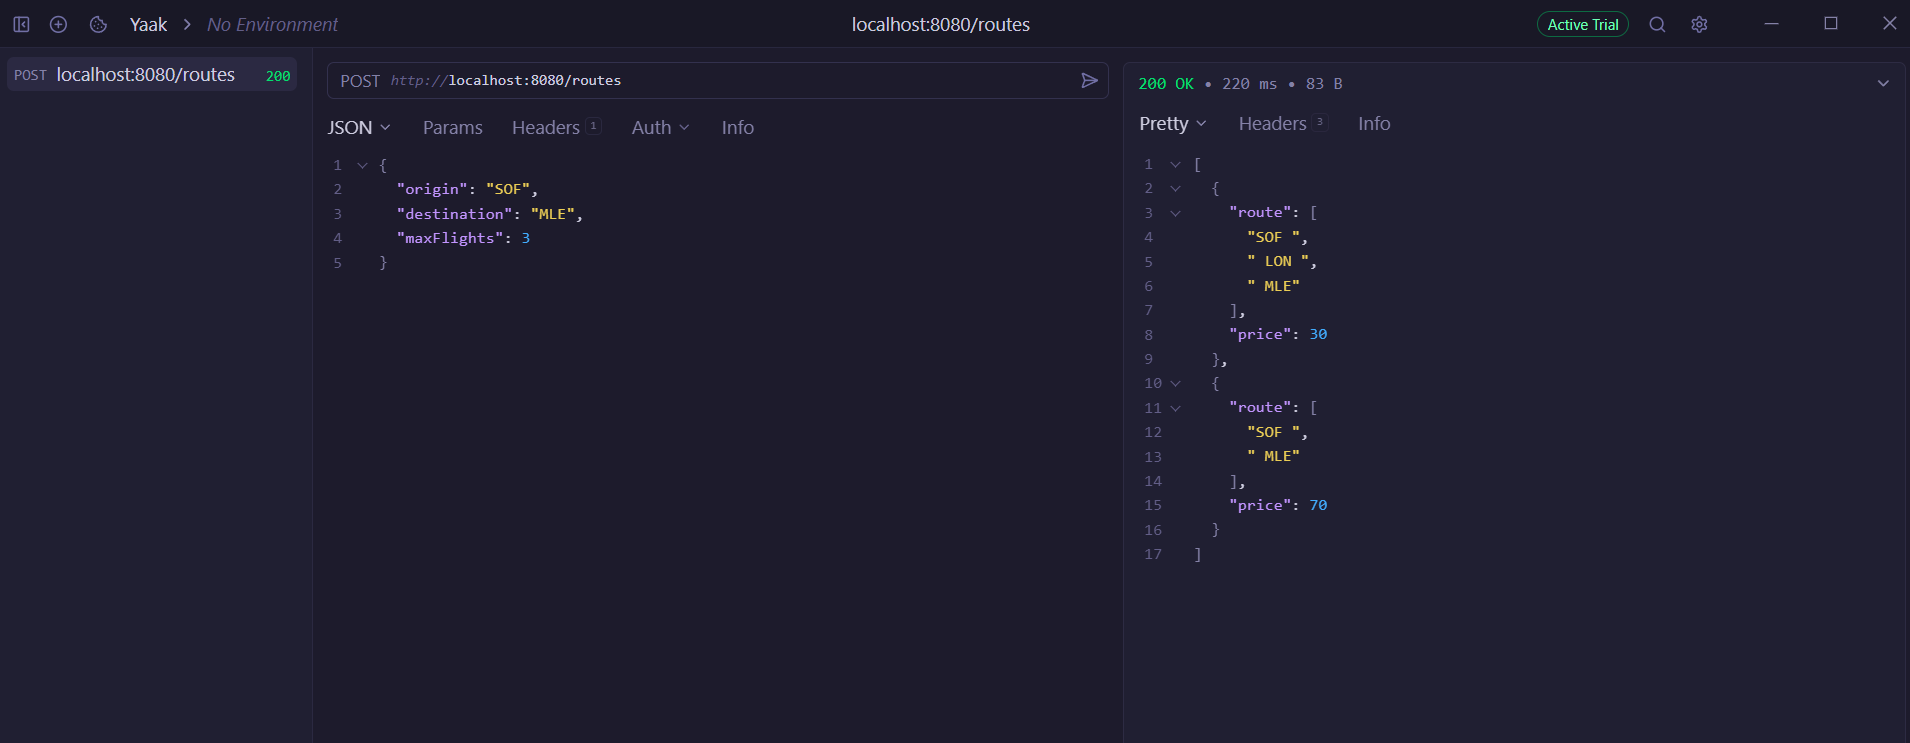 Yaak > No Environment
localhost:8080/routes
Active Trial
POST localhost:8080/routes 200
POST http://localhost:8080/routes
JSON Params Headers 1 Auth Info
1 {
2 "origin": "SOF",
3 "destination": "MLE",
4 "maxFlights": 3
5 }
200 OK • 220 ms • 83 B
Pretty Headers 3 Info
1 [
2 {
3 "route": [
4 "SOF ",
5 " LON ",
6 " MLE"
7 ],
8 "price": 30
9 },
10 {
11 "route": [
12 "SOF ",
13 " MLE"
14 ],
15 "price": 70
16 }
17 ]